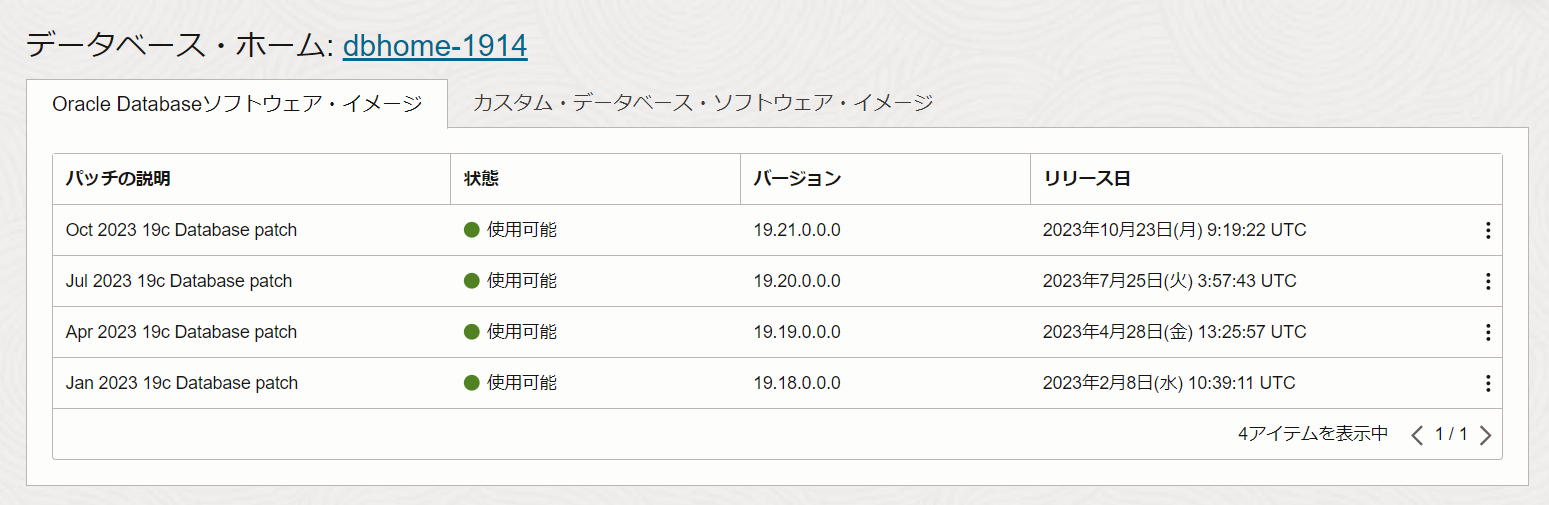 データベース・ホーム: dbhome-1914
Oracle Databaseソフトウェア・イメージ カスタム・データベース・ソフトウェア・イメージ
パッチの説明 状態 バージョン リリース日
Oct 2023 19c Database patch 使用可能 19.21.0.0.0 2023年10月23日(月) 9:19:22 UTC
Jul 2023 19c Database patch 使用可能 19.20.0.0.0 2023年7月25日(火) 3:57:43 UTC
Apr 2023 19c Database patch 使用可能 19.19.0.0.0 2023年4月28日(金) 13:25:57 UTC
Jan 2023 19c Database patch 使用可能 19.18.0.0.0 2023年2月8日(水) 10:39:11 UTC
4アイテムを表示中 1 / 1